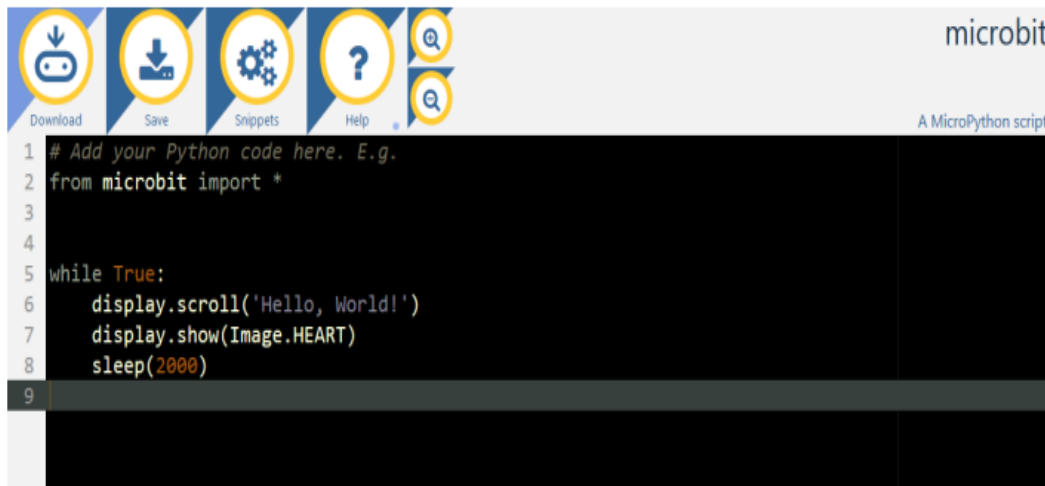 microbit
Download Save Snippets Help
A MicroPython script
1 # Add your Python code here. E.g.
2 from microbit import *
3
4
5 while True:
6     display.scroll('Hello, World!')
7     display.show(Image.HEART)
8     sleep(2000)
9